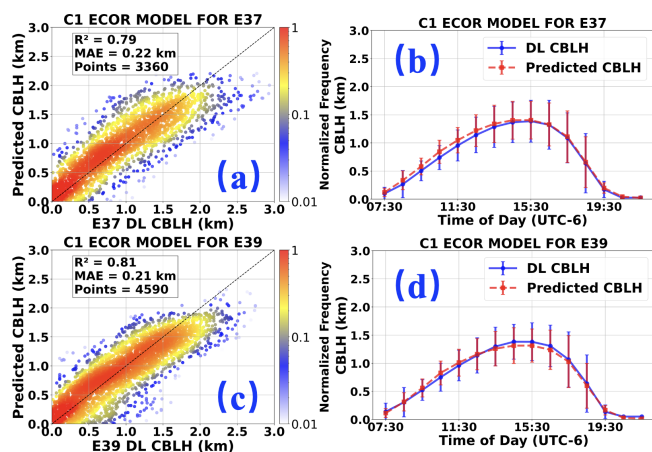 C1 ECOR MODEL FOR E37
3.0
2.5
2.0
1.5
1.0
0.5
0.0
Predicted CBLH (km)
R² = 0.79
MAE = 0.22 km
Points = 3360
(a)
0.0 0.5 1.0 1.5 2.0 2.5 3.0
E37 DL CBLH (km)
1
0.1
0.01
Normalized Frequency
C1 ECOR MODEL FOR E37
3.0
2.5
2.0
1.5
1.0
0.5
0.0
CBLH (km)
(b)
DL CBLH
Predicted CBLH
07:30 11:30 15:30 19:30
Time of Day (UTC-6)
C1 ECOR MODEL FOR E39
3.0
2.5
2.0
1.5
1.0
0.5
0.0
Predicted CBLH (km)
R² = 0.81
MAE = 0.21 km
Points = 4590
(c)
0.0 0.5 1.0 1.5 2.0 2.5 3.0
E39 DL CBLH (km)
1
0.1
0.01
Normalized Frequency
C1 ECOR MODEL FOR E39
3.0
2.5
2.0
1.5
1.0
0.5
0.0
CBLH (km)
(d)
DL CBLH
Predicted CBLH
07:30 11:30 15:30 19:30
Time of Day (UTC-6)